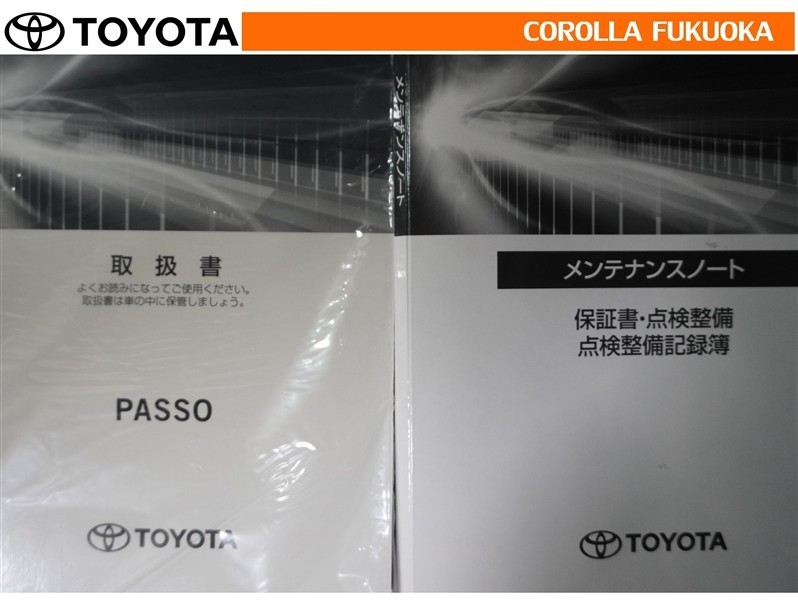 TOYOTA
COROLLA FUKUOKA
取扱書
よくお読みになってご使用ください。
取扱書は車の中に保管しましょう。
PASSO
TOYOTA
メンテナンスノート
メンテナンスノート
保証書・点検整備
点検整備記録簿
TOYOTA